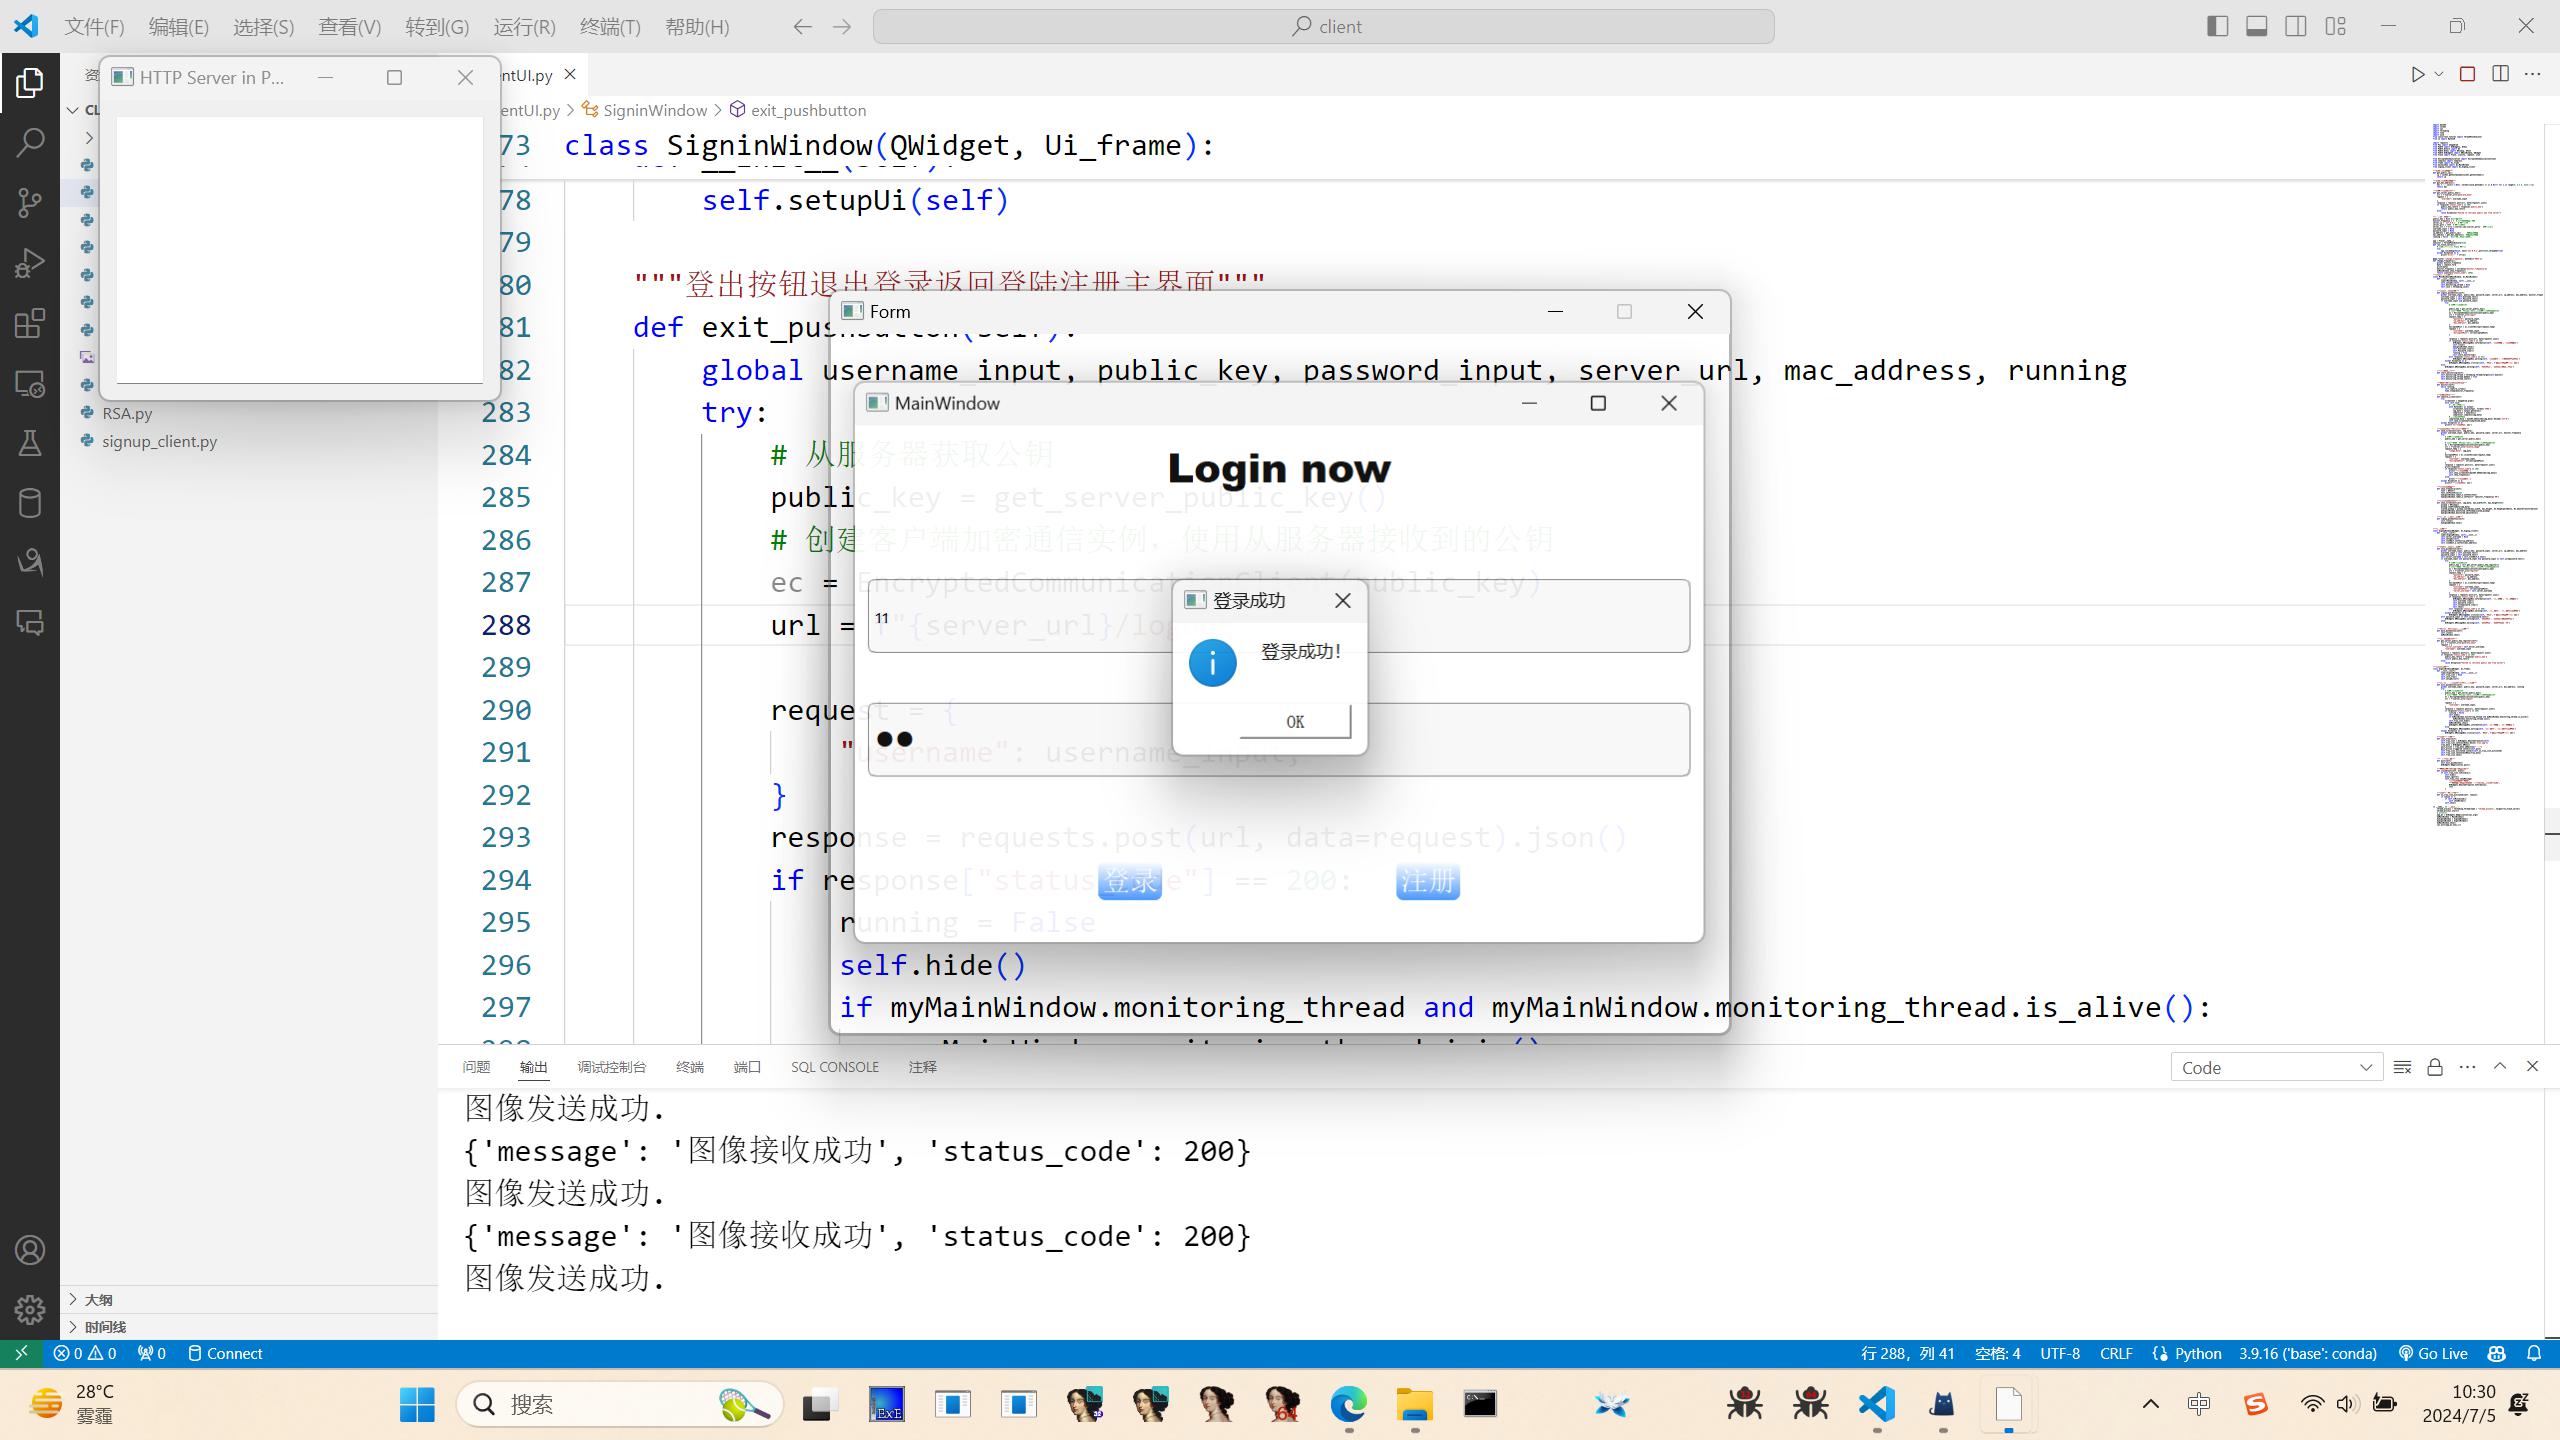 文件(F) 编辑(E) 选择(S) 查看(V) 转到(G) 运行(R) 终端(T) 帮助(H)
client
HTTP Server in P...
entUI.py
entUI.py > SigninWindow > exit_pushbutton
CL
RSA.py
signup_client.py
大纲
时间线
73 class SigninWindow(QWidget, Ui_frame):
78 self.setupUi(self)
79
80 """登出按钮退出登录返回登陆注册主界面"""
81 def exit_pushbutton(self):
82 global username_input, public_key, password_input, server_url, mac_address, running
283 try:
284 # 从服务器获取公钥
285 public_key = get_server_public_key()
286 # 创建客户端加密通信实例，使用从服务器接收到的公钥
287 ec = EncryptedCommunicationClient(public_key)
288 url = f"{server_url}/log
289
290 request = {
291 "username": username_input,
292 }
293 response = requests.post(url, data=request).json()
294 if response["status e"] == 200:
295 running = False
296 self.hide()
297 if myMainWindow.monitoring_thread and myMainWindow.monitoring_thread.is_alive():
Form
MainWindow
Login now
11
登录 注册
登录成功
登录成功!
OK
问题 输出 调试控制台 终端 端口 SQL CONSOLE 注释
Code
图像发送成功.
{'message': '图像接收成功', 'status_code': 200}
图像发送成功.
{'message': '图像接收成功', 'status_code': 200}
图像发送成功.
0 0 0 Connect
行 288，列 41 空格: 4 UTF-8 CRLF Python 3.9.16 ('base': conda) Go Live
28°C
雾霾
搜索
ExE
64
中
10:30
2024/7/5